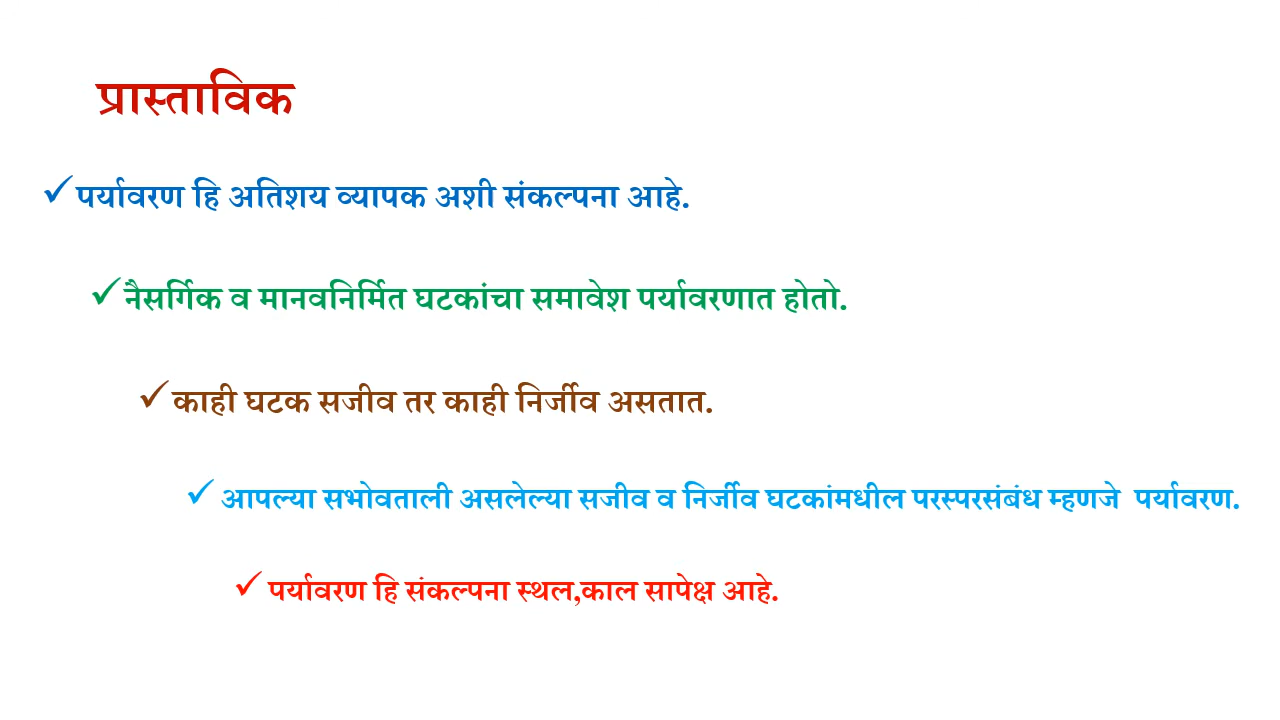 प्रास्ताविक
✓पर्यावरण हि अतिशय व्यापक अशी संकल्पना आहे.
✓नैसर्गिक व मानवनिर्मित घटकांचा समावेश पर्यावरणात होतो.
✓काही घटक सजीव तर काही निर्जीव असतात.
✓आपल्या सभोवताली असलेल्या सजीव व निर्जीव घटकांमधील परस्परसंबंध म्हणजे पर्यावरण.
✓पर्यावरण हि संकल्पना स्थल,काल सापेक्ष आहे.